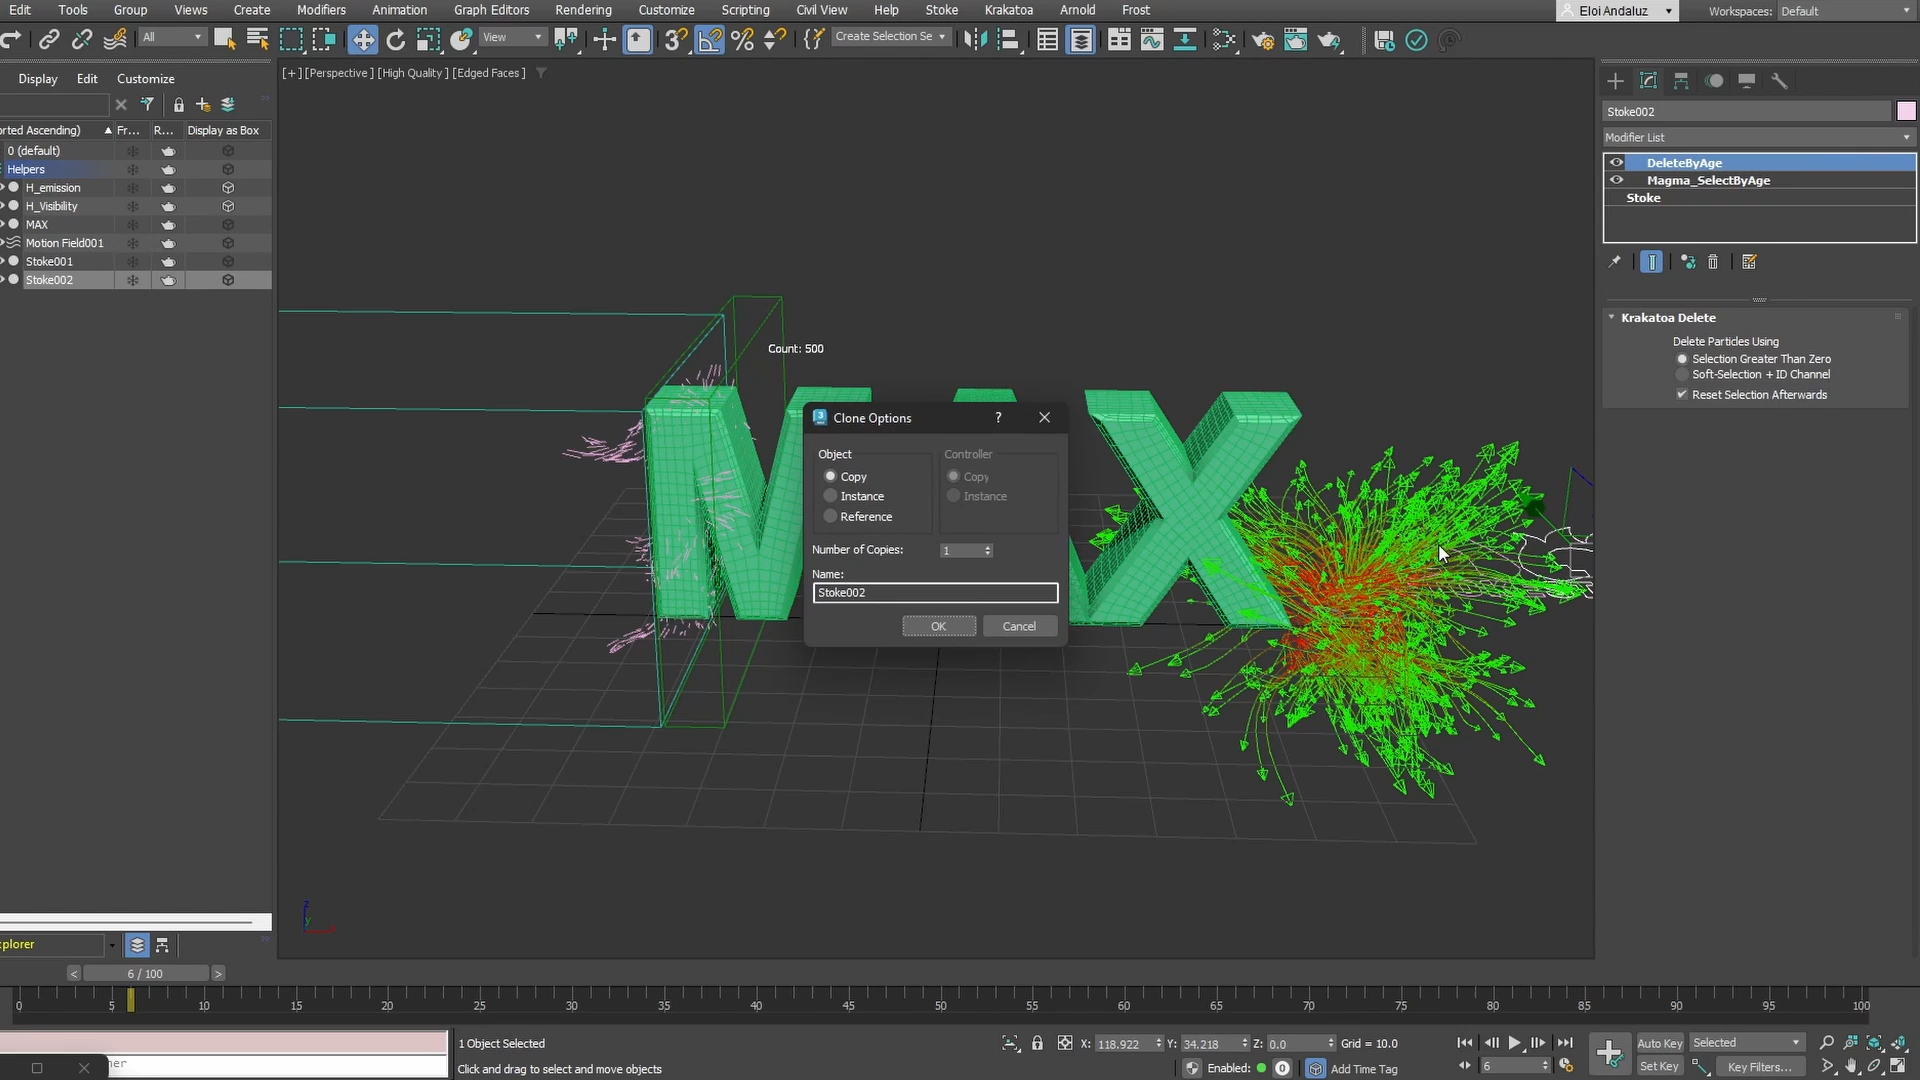 Edit Tools Group Views Create Modifiers Animation Graph Editors Rendering Customize Scripting Civil View Help Stoke Krakatoa Arnold Frost
Eloi Andaluz
Workspaces: Default
All
View
Create Selection Se
Display Edit Customize
[+] [Perspective ] [High Quality ] [Edged Faces ]
orted Ascending) Fr... R... Display as Box
0 (default)
Helpers
H_emission
H_Visibility
MAX
Motion Field001
Stoke001
Stoke002
Stoke002
Modifier List
DeleteByAge
Magma_SelectByAge
Stoke
Krakatoa Delete
Delete Particles Using
Selection Greater Than Zero
Soft-Selection + ID Channel
Reset Selection Afterwards
Count: 500
Clone Options
?
Object
Copy
Instance
Reference
Controller
Copy
Instance
Number of Copies: 1
Name:
Stoke002
OK Cancel
z
y
xplorer
< 6 / 100 >
0 5 10 15 20 25 30 35 40 45 50 55 60 65 70 75 80 85 90 95 100
1 Object Selected
Click and drag to select and move objects
X: 118.922 Y: 34.218 Z: 0.0 Grid = 10.0
Enabled: 0 Add Time Tag
6
Auto Key Selected
Set Key Key Filters...